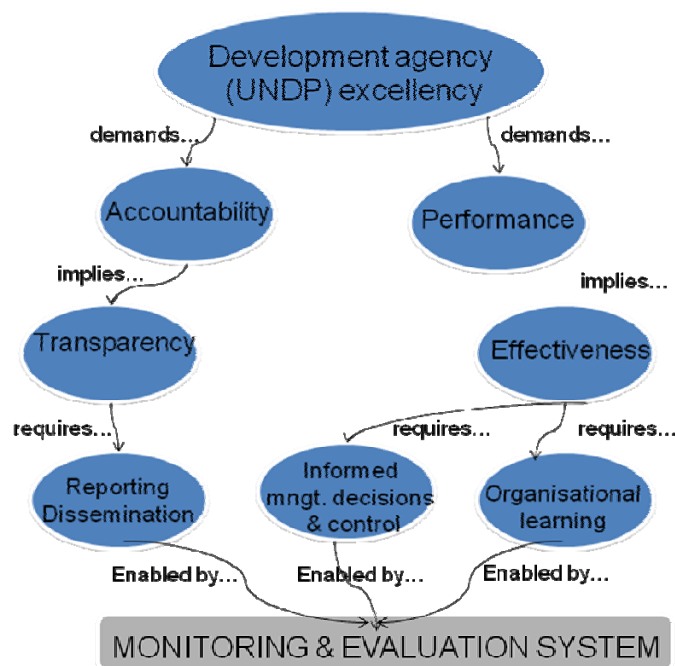 Development agency
(UNDP) excellency
demands...
demands...
Accountability
Performance
implies...
implies...
Transparency
Effectiveness
requires...
requires...
requires...
Reporting
Dissemination
Informed
mngt. decisions
& control
Organisational
learning
Enabled by...
Enabled by...
Enabled by...
MONITORING & EVALUATION SYSTEM